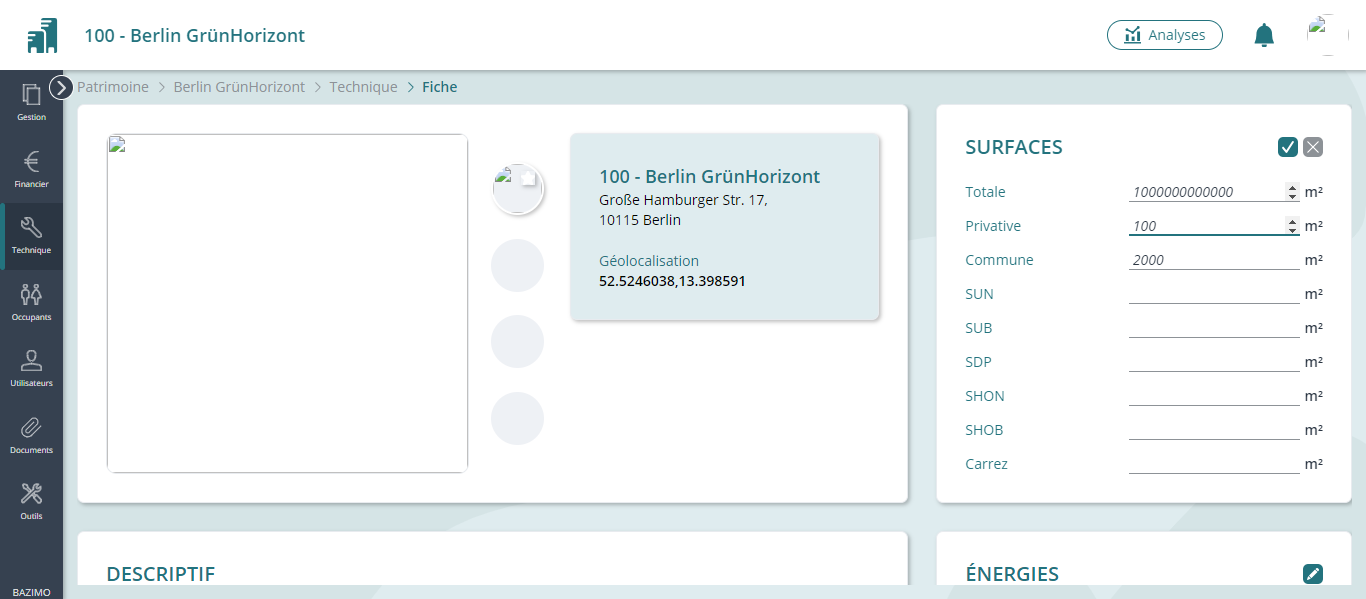 100 - Berlin GrünHorizont
Analyses
Patrimoine > Berlin GrünHorizont > Technique > Fiche
Gestion
Financier
Technique
Occupants
Utilisateurs
Documents
Outils
BAZIMO
100 - Berlin GrünHorizont
Große Hamburger Str. 17,
10115 Berlin
Géolocalisation
52.5246038,13.398591
SURFACES
Totale 1000000000000 m²
Privative 100 m²
Commune 2000 m²
SUN m²
SUB m²
SDP m²
SHON m²
SHOB m²
Carrez m²
DESCRIPTIF
ÉNERGIES